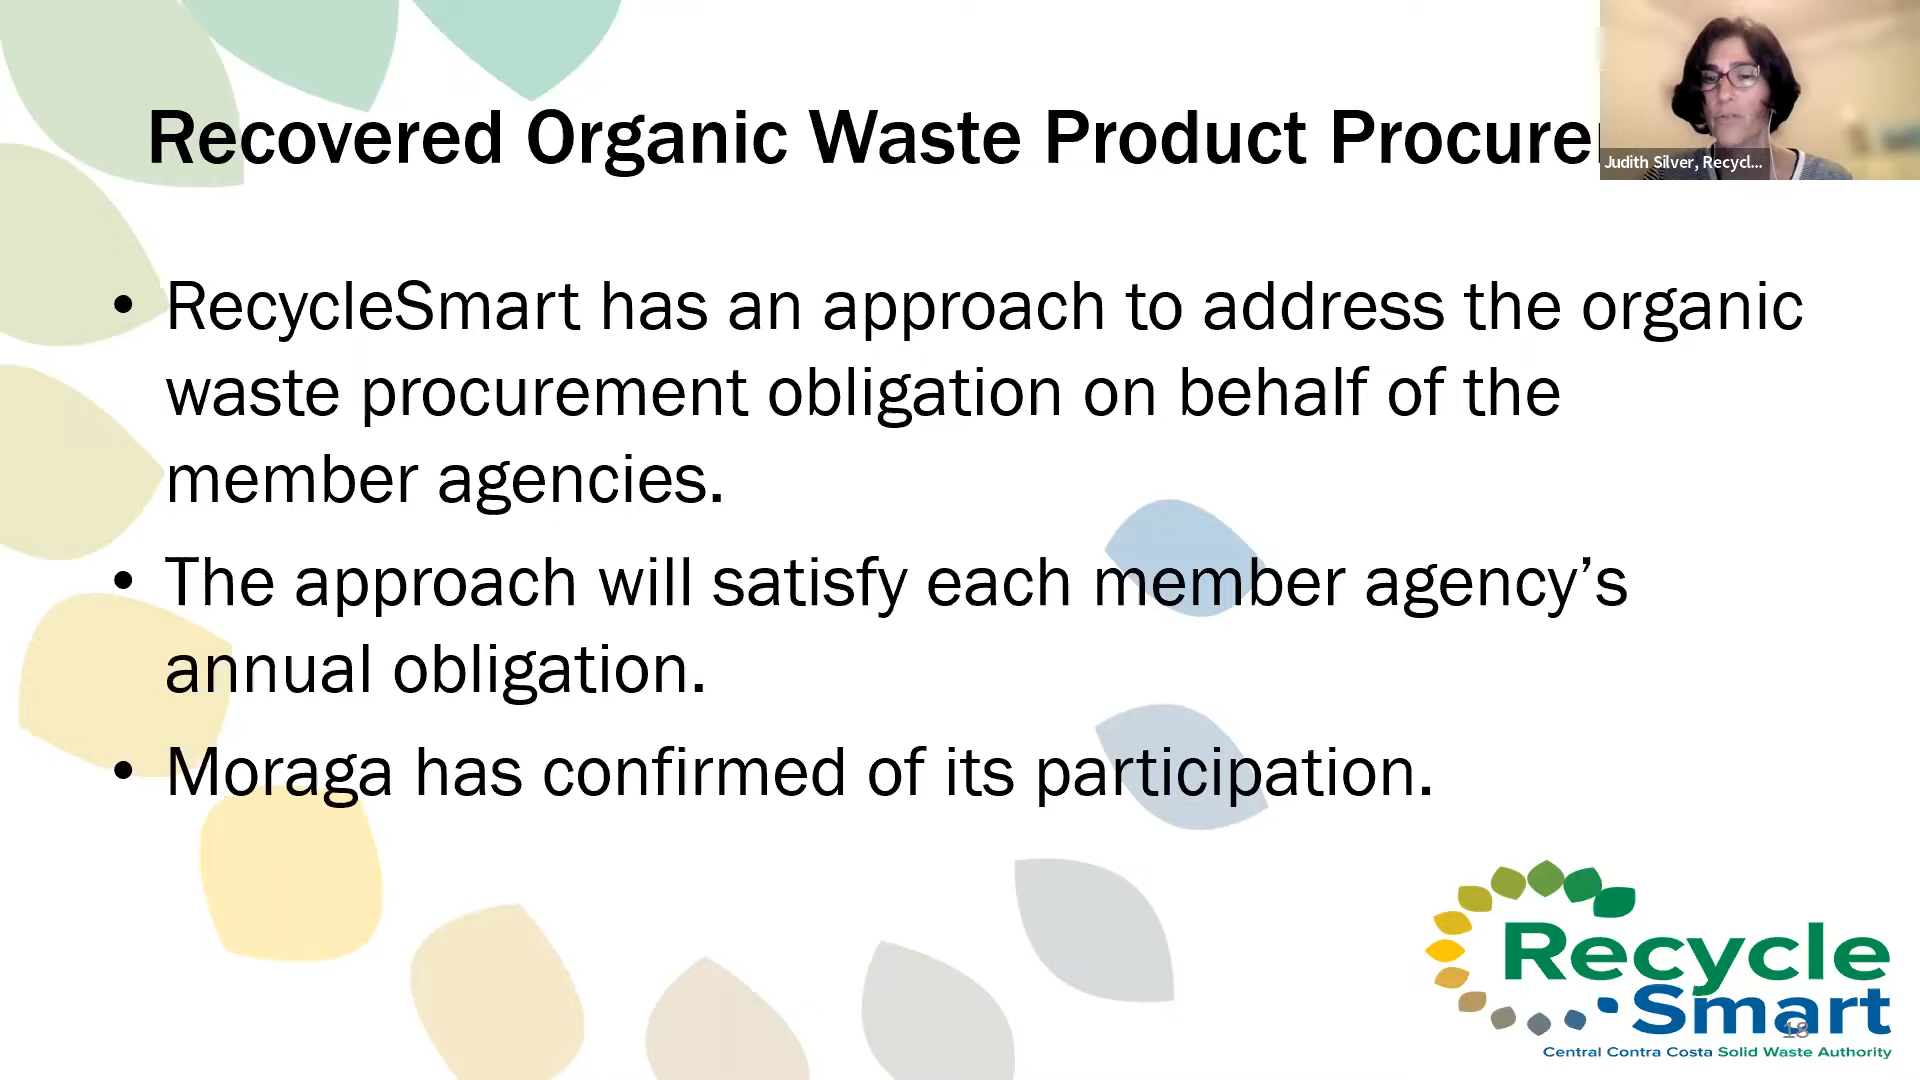 Recovered Organic Waste Product Procure
Judith Silver, Recycl...
• RecycleSmart has an approach to address the organic
waste procurement obligation on behalf of the
member agencies.
• The approach will satisfy each member agency’s
annual obligation.
• Moraga has confirmed of its participation.
Recycle
Smart
18
Central Contra Costa Solid Waste Authority